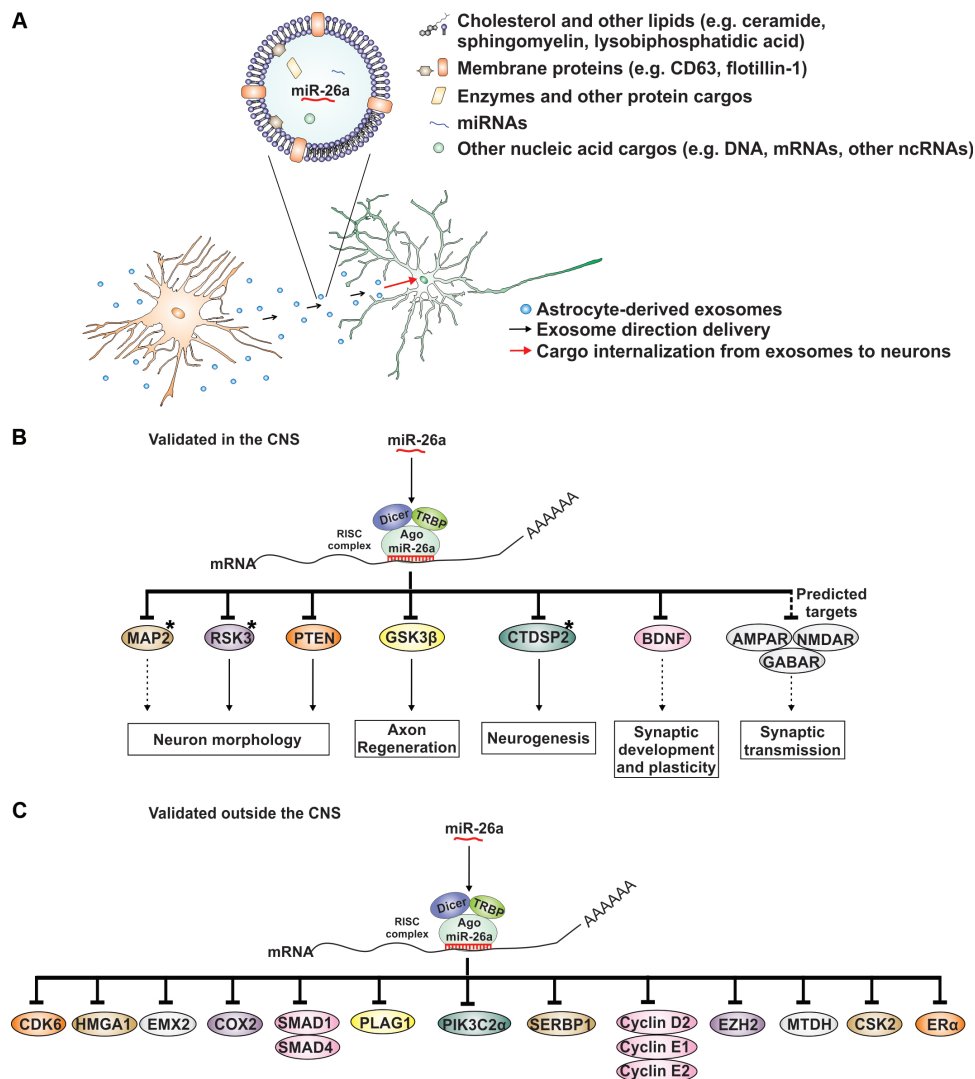 A
Cholesterol and other lipids (e.g. ceramide,
sphingomyelin, lysobiphosphatidic acid)
Membrane proteins (e.g. CD63, flotillin-1)
Enzymes and other protein cargos
miRNAs
Other nucleic acid cargos (e.g. DNA, mRNAs, other ncRNAs)
miR-26a
Astrocyte-derived exosomes
Exosome direction delivery
Cargo internalization from exosomes to neurons
B
Validated in the CNS
miR-26a
Dicer
TRBP
RISC
complex
Ago
miR-26a
mRNA
AAAAAA
Predicted
targets
MAP2*
RSK3*
PTEN
GSK3β
CTDSP2*
BDNF
AMPAR
NMDAR
GABAR
Neuron morphology
Axon
Regeneration
Neurogenesis
Synaptic
development
and plasticity
Synaptic
transmission
C
Validated outside the CNS
miR-26a
Dicer
TRBP
RISC
complex
Ago
miR-26a
mRNA
AAAAAA
CDK6
HMGA1
EMX2
COX2
SMAD1
SMAD4
PLAG1
PIK3C2α
SERBP1
Cyclin D2
Cyclin E1
Cyclin E2
EZH2
MTDH
CSK2
ERα